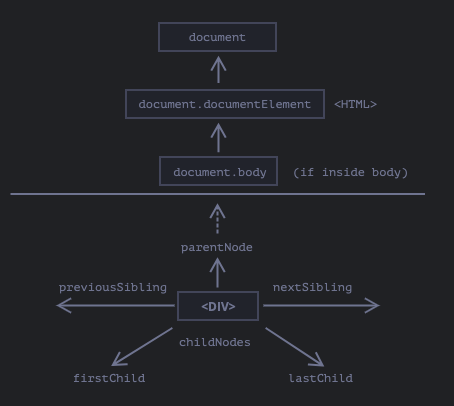 document
document.documentElement <HTML>
document.body (if inside body)
parentNode
previousSibling nextSibling
<DIV>
childNodes
firstChild lastChild